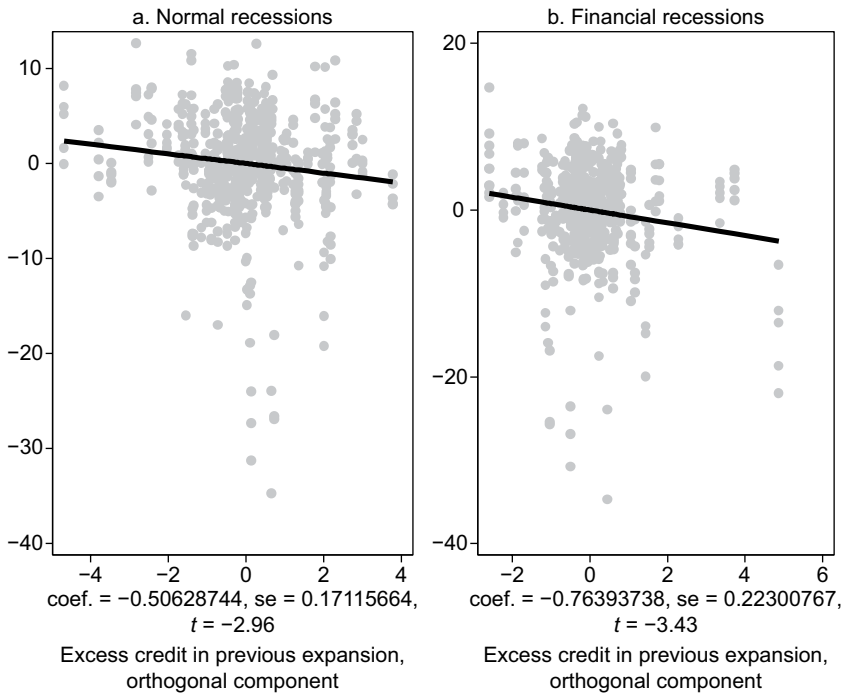 a. Normal recessions
10
0
−10
−20
−30
−40
−4 −2 0 2 4
coef. = −0.50628744, se = 0.17115664,
t = −2.96
Excess credit in previous expansion,
orthogonal component
b. Financial recessions
20
0
−20
−40
−2 0 2 4 6
coef. = −0.76393738, se = 0.22300767,
t = −3.43
Excess credit in previous expansion,
orthogonal component